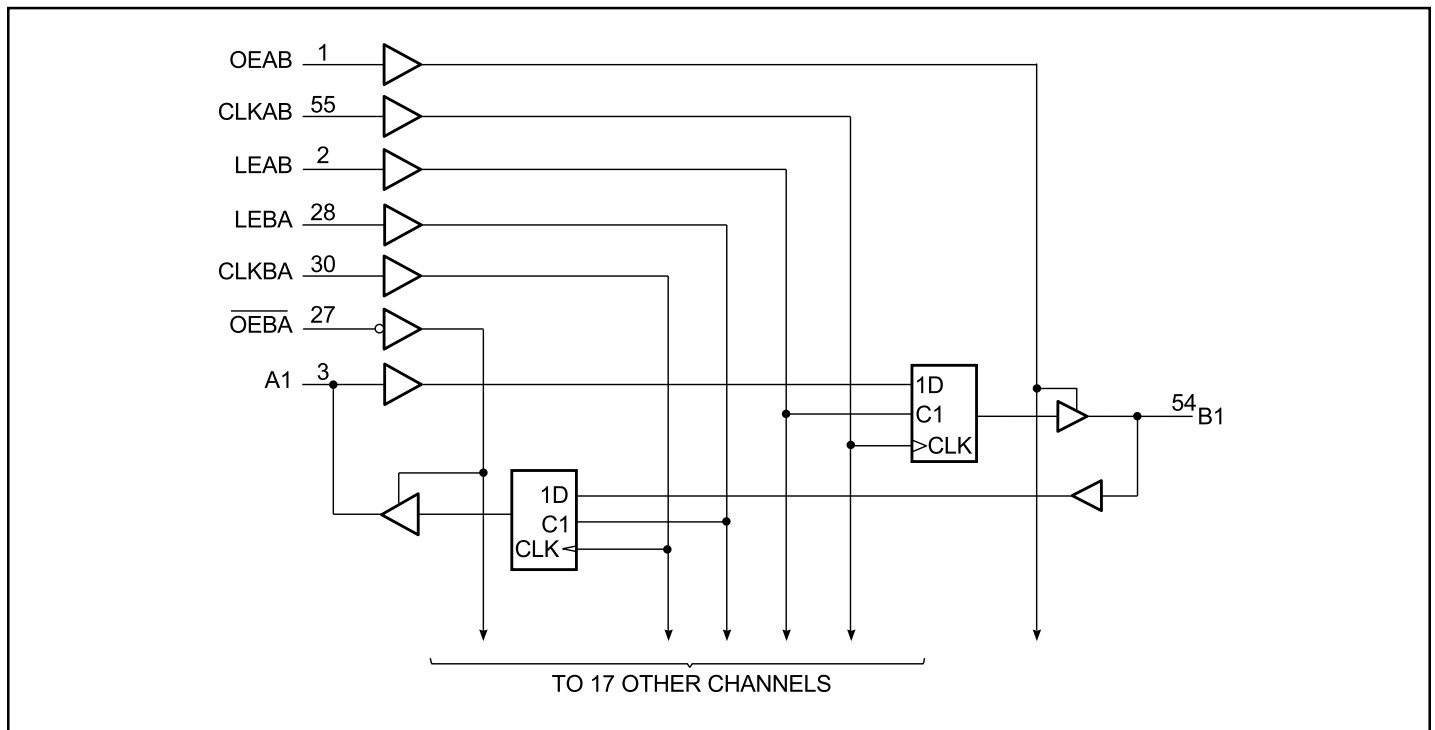 OEAB 1
CLKAB 55
LEAB 2
LEBA 28
CLKBA 30
OEBA 27
A1 3
1D
C1
CLK
54 B1
1D
C1
CLK
TO 17 OTHER CHANNELS